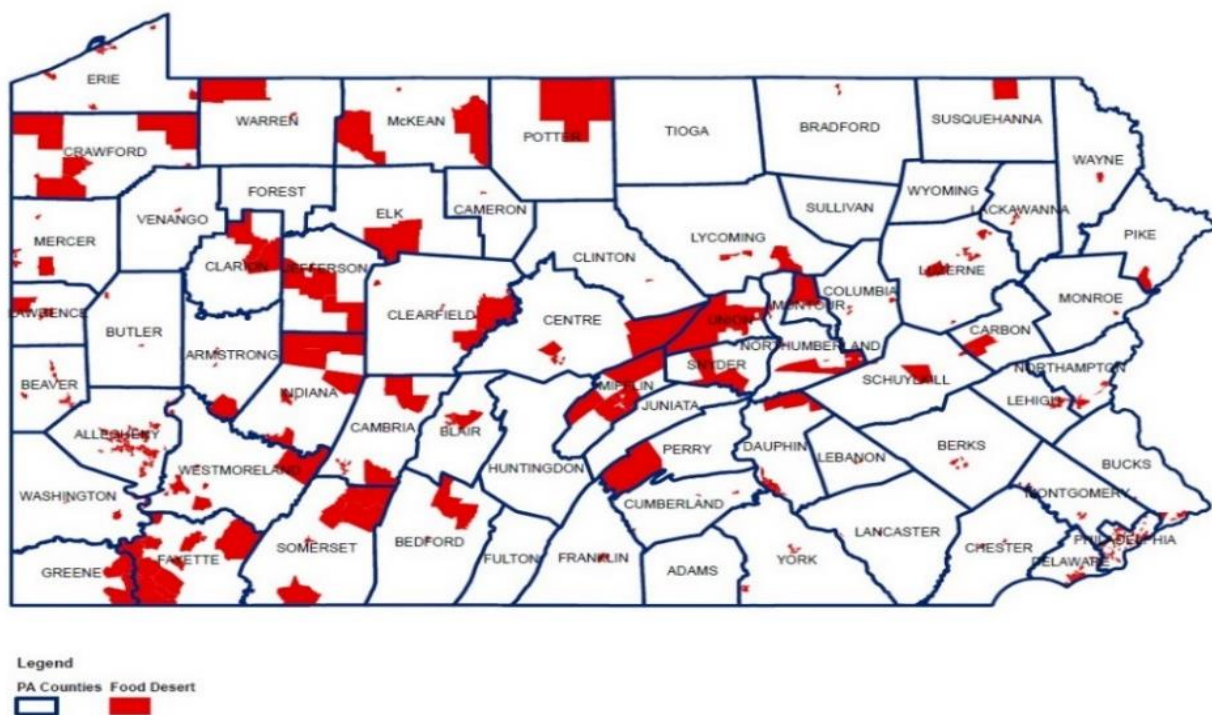 ERIE
CRAWFORD
WARREN
McKEAN
POTTER
TIOGA
BRADFORD
SUSQUEHANNA
WAYNE
FOREST
VENANGO
ELK
CAMERON
SULLIVAN
WYOMING
LACKAWANNA
PIKE
MERCER
CLARION
JEFFERSON
CLINTON
LYCOMING
LUZERNE
LAWRENCE
BUTLER
CLEARFIELD
CENTRE
UNION
MONTOUR
COLUMBIA
MONROE
CARBON
ARMSTRONG
NORTHUMBERLAND
BEAVER
INDIANA
MIFFLIN
SNYDER
SCHUYLKILL
NORTHAMPTON
LEHIGH
ALLEGHENY
CAMBRIA
BLAIR
JUNIATA
PERRY
DAUPHIN
LEBANON
BERKS
BUCKS
WESTMORELAND
HUNTINGDON
WASHINGTON
CUMBERLAND
MONTGOMERY
LANCASTER
GREENE
FAYETTE
SOMERSET
BEDFORD
FULTON
FRANKLIN
ADAMS
YORK
CHESTER
DELAWARE
PHILADELPHIA
Legend
PA Counties Food Desert